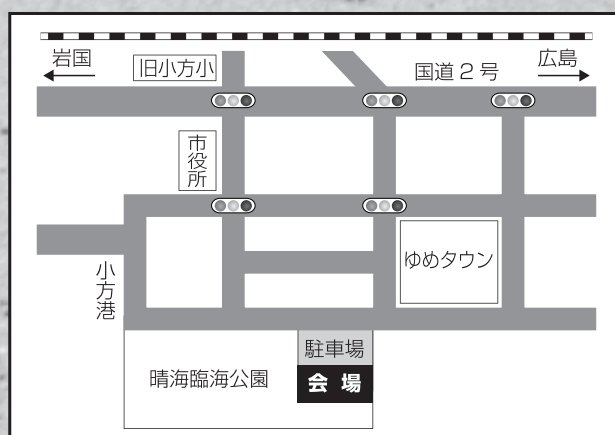 岩国
旧小方小
国道2号
広島
市役所
ゆめタウン
小方港
駐車場
晴海臨海公園
会場